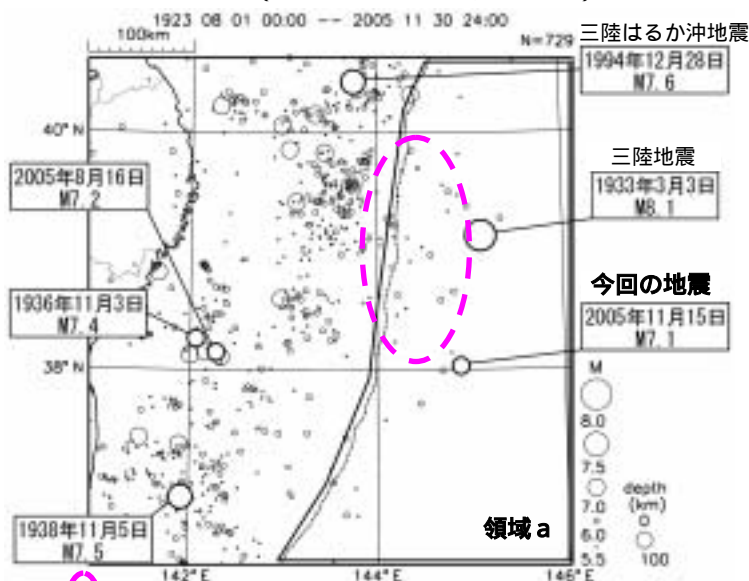 1923 08 01 00:00 -- 2005 11 30 24:00
100km
N=729
三陸はるか沖地震
1994年12月28日
M7.6
40°N
三陸地震
1933年3月3日
M8.1
2005年8月16日
M7.2
今回の地震
2005年11月15日
M7.1
1936年11月3日
M7.4
38°N
M
8.0
7.5
7.0
6.0
5.5
depth
(km)
0
100
1938年11月5日
M7.5
領域a
142°E
144°E
146°E